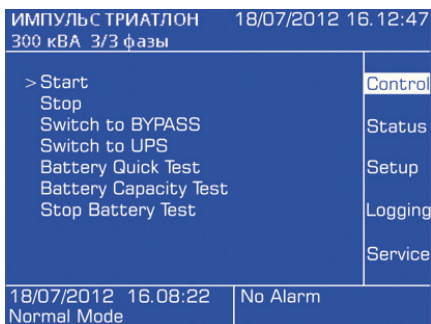 ИМПУЛЬС ТРИАТЛОН 18/07/2012 16.12:47
300 кВА 3/3 фазы
>Start
Stop
Switch to BYPASS
Switch to UPS
Battery Quick Test
Battery Capacity Test
Stop Battery Test
Control
Status
Setup
Logging
Service
18/07/2012 16.08:22 No Alarm
Normal Mode